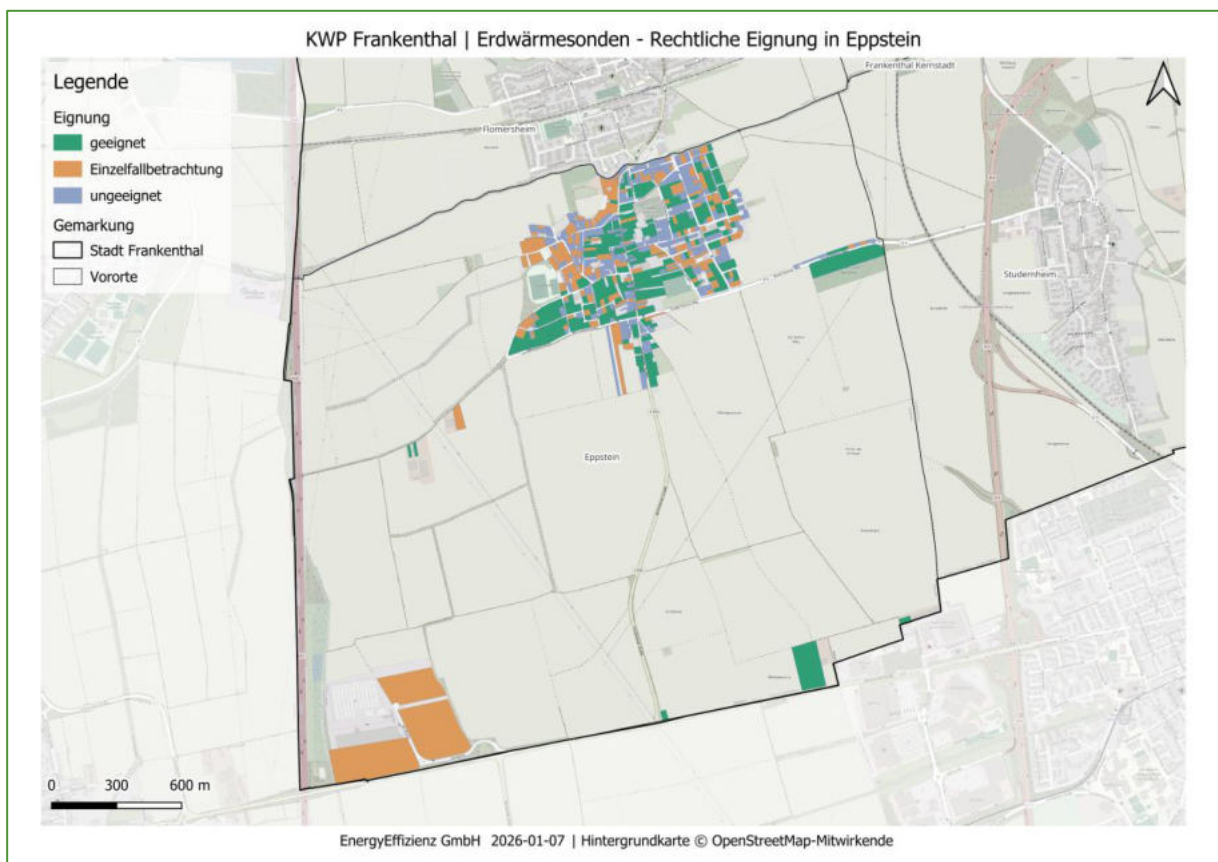 KWP Frankenthal | Erdwärmesonden - Rechtliche Eignung in Eppstein
Legende
Eignung
geeignet
Einzelfallbetrachtung
ungeeignet
Gemarkung
Stadt Frankenthal
Vororte
Frankenthal Kernstadt
Flomersheim
Studernheim
Eppstein
0 300 600 m
EnergyEffizienz GmbH 2026-01-07 | Hintergrundkarte © OpenStreetMap-Mitwirkende